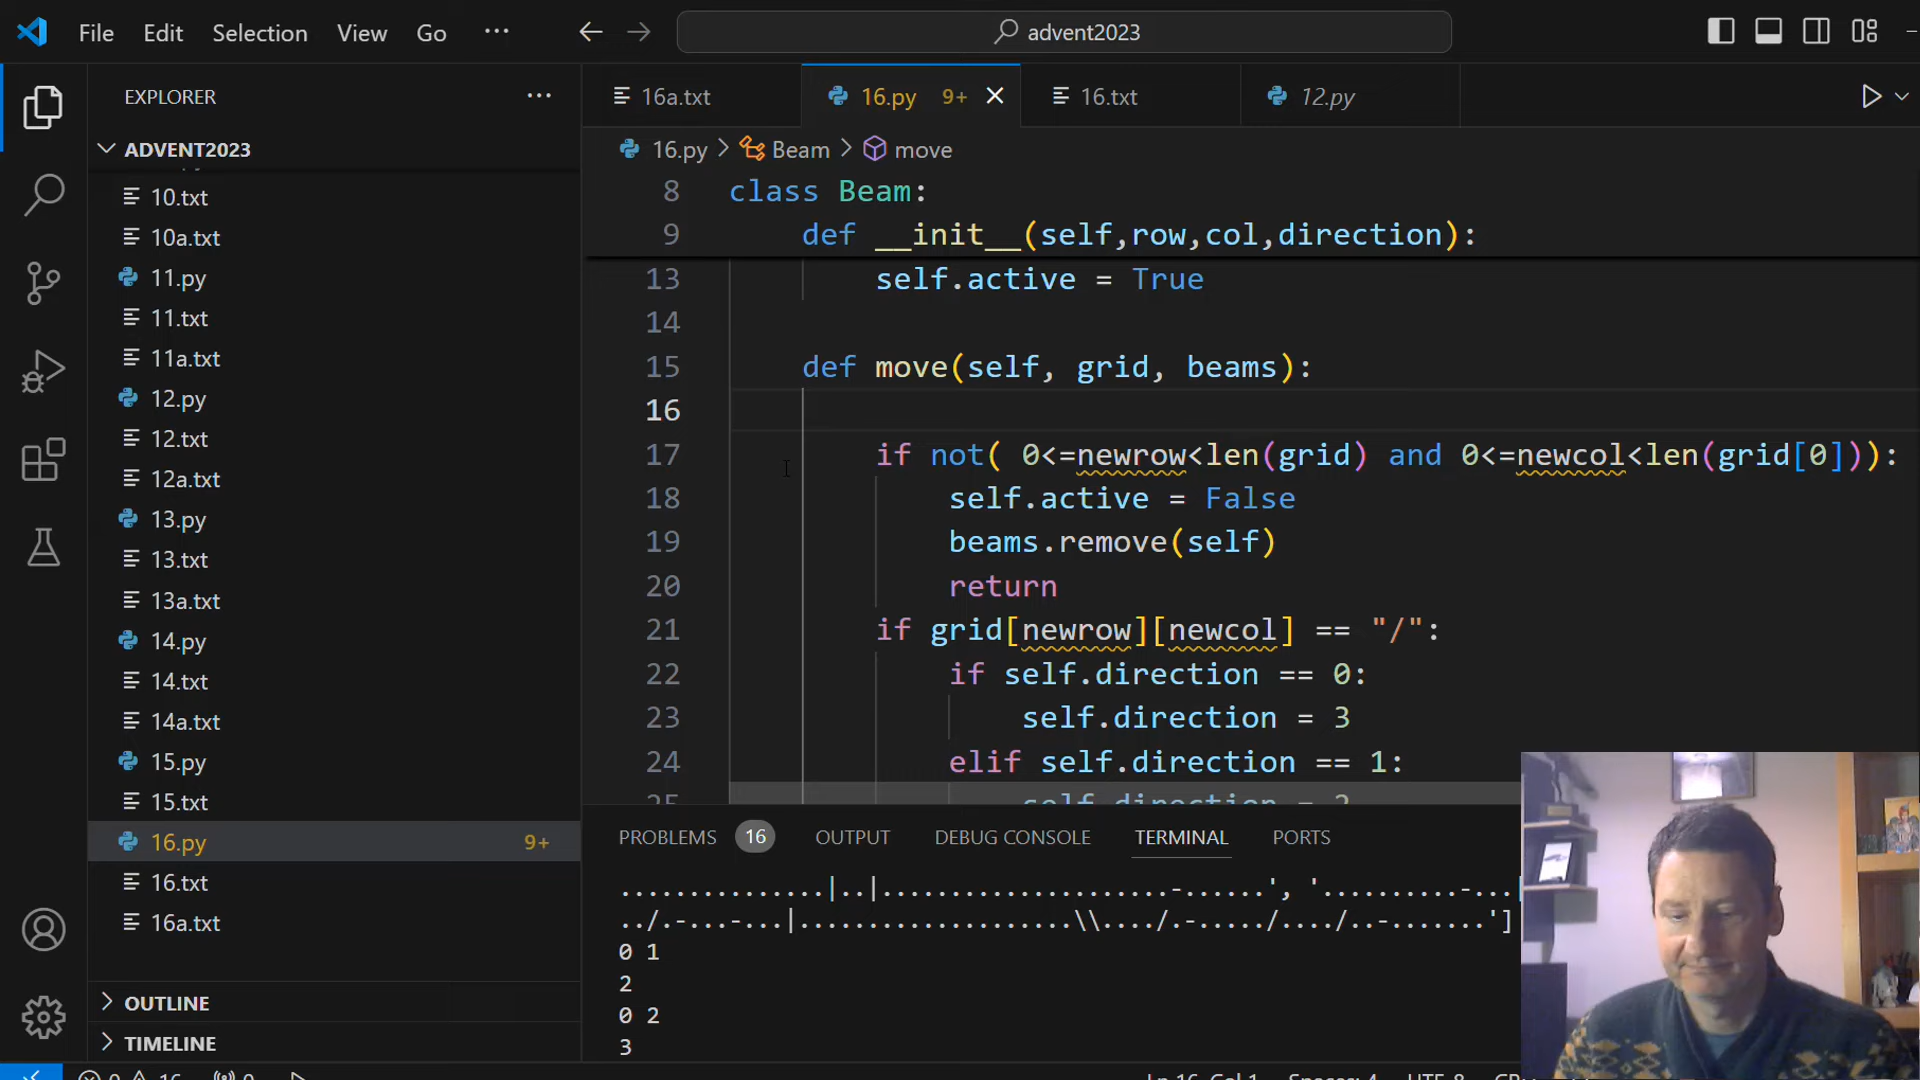 File Edit Selection View Go ··· advent2023
EXPLORER ···
ADVENT2023
10.txt
10a.txt
11.py
11.txt
11a.txt
12.py
12.txt
12a.txt
13.py
13.txt
13a.txt
14.py
14.txt
14a.txt
15.py
15.txt
16.py 9+
16.txt
16a.txt
OUTLINE
TIMELINE
16a.txt 16.py 9+ 16.txt 12.py
16.py > Beam > move
8 class Beam:
9 def __init__(self,row,col,direction):
13 self.active = True
14
15 def move(self, grid, beams):
16
17 if not( 0<=newrow<len(grid) and 0<=newcol<len(grid[0])):
18 self.active = False
19 beams.remove(self)
20 return
21 if grid[newrow][newcol] == "/":
22 if self.direction == 0:
23 self.direction = 3
24 elif self.direction == 1:
PROBLEMS 16 OUTPUT DEBUG CONSOLE TERMINAL PORTS
...............|..|.....................-......', '..........-...|
../.-...-...|....................\\..../.-...../..../..-.......']
0 1
2
0 2
3